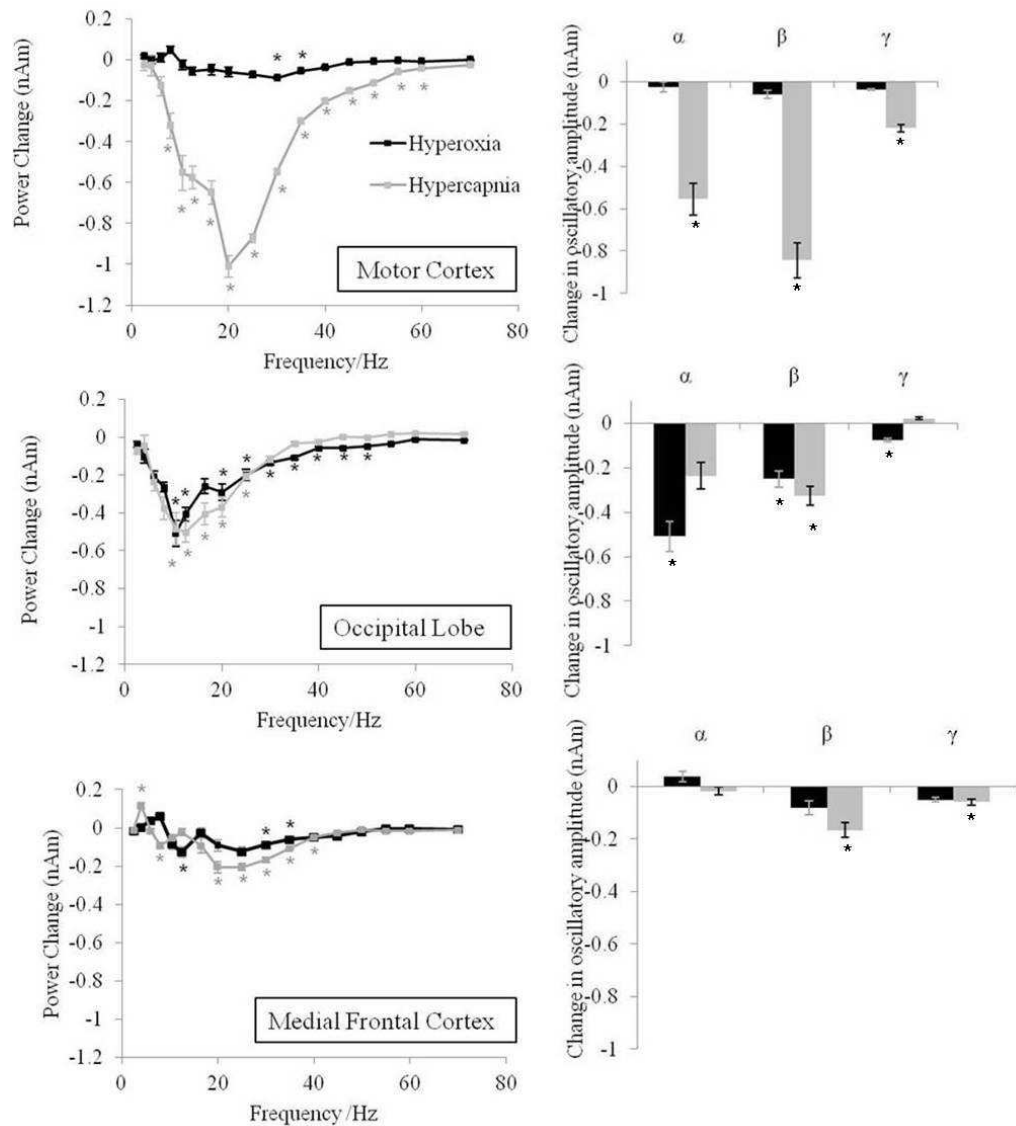 Power Change (nAm)
0.2
0
-0.2
-0.4
-0.6
-0.8
-1
-1.2
0 20 40 60 80
Frequency/Hz
* *
* * * * * * * * * * * * * *
Hyperoxia
Hypercapnia
Motor Cortex
Change in oscillatory amplitude (nAm)
α β γ
0
-0.2
-0.4
-0.6
-0.8
-1
* * *
Power Change (nAm)
0.2
0
-0.2
-0.4
-0.6
-0.8
-1
-1.2
0 20 40 60 80
Frequency/Hz
* * * * * * * * *
* * * * *
Occipital Lobe
Change in oscillatory amplitude (nAm)
α β γ
0
-0.2
-0.4
-0.6
-0.8
-1
* * * *
Power Change (nAm)
0.2
0
-0.2
-0.4
-0.6
-0.8
-1
-1.2
0 20 40 60 80
Frequency /Hz
* * *
* * * * * * *
Medial Frontal Cortex
Change in oscillatory amplitude (nAm)
α β γ
0
-0.2
-0.4
-0.6
-0.8
-1
* *